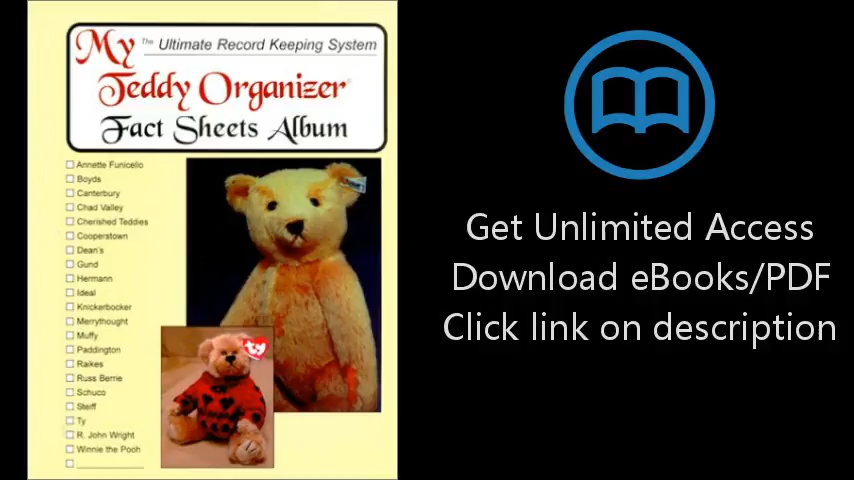 My The Ultimate Record Keeping System
Teddy Organizer
Fact Sheets Album
Annette Funicello
Boyds
Canterbury
Chad Valley
Cherished Teddies
Cooperstown
Dean's
Gund
Hermann
Ideal
Knickerbocker
Merrythought
Muffy
Paddington
Raikes
Russ Berrie
Schuco
Steiff
Ty
R. John Wright
Winnie the Pooh
ty
Get Unlimited Access
Download eBooks/PDF
Click link on description